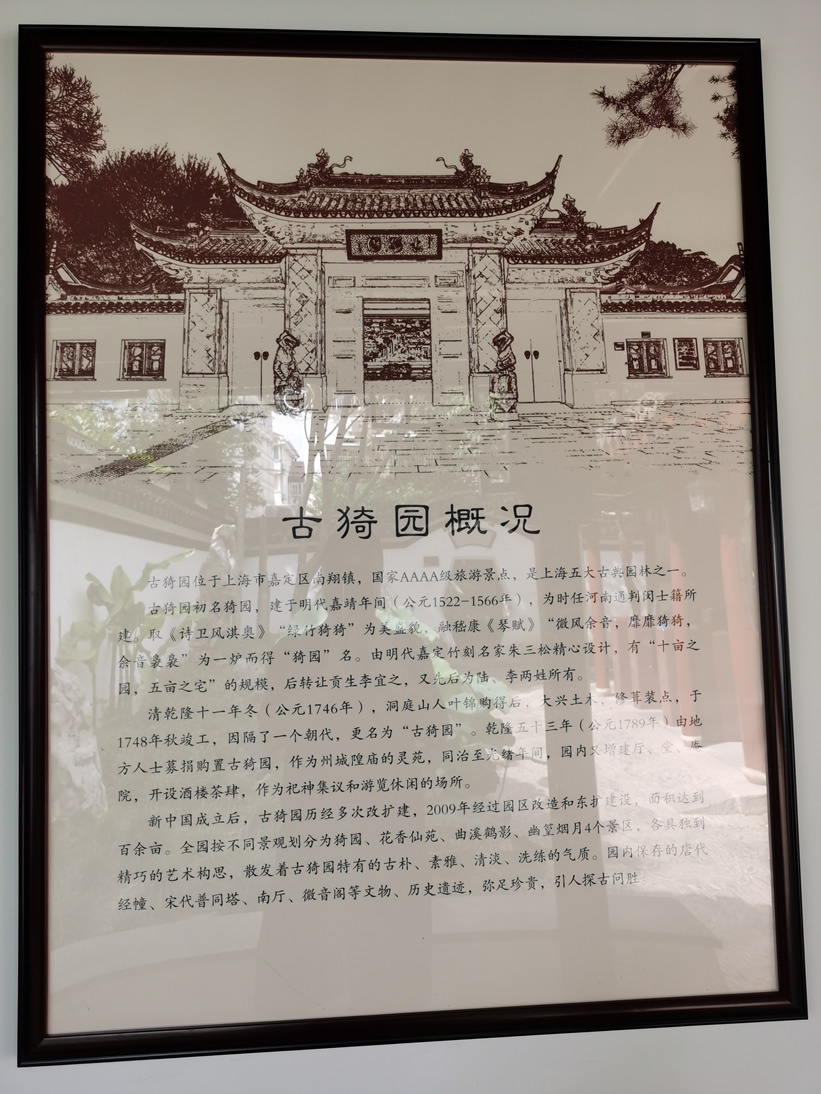 古猗园
古猗园概况
古猗园位于上海市嘉定区南翔镇，国家AAAA级旅游景点，是上海五大古典园林之一。
古猗园初名猗园，建于明代嘉靖年间（公元1522-1566年），为时任河南通判闵士籍所
建。取《诗卫风淇奥》“绿竹猗猗”为美盛貌，融嵇康《琴赋》“微风余音，靡靡猗猗，
余音袅袅”为一炉而得“猗园”名。由明代嘉定竹刻名家朱三松精心设计，有“十亩之
园，五亩之宅”的规模，后转让贡生李宜之，又先后为陆、李两姓所有。
清乾隆十一年冬（公元1746年），洞庭山人叶锦购得后，大兴土木，修葺装点，于
1748年秋竣工，因隔了一个朝代，更名为“古猗园”。乾隆五十三年（公元1789年）由地
方人士募捐购置古猗园，作为州城隍庙的灵苑，同治至光绪年间，园内又增建厅、堂、庵
院，开设酒楼茶肆，作为祀神集议和游览休闲的场所。
新中国成立后，古猗园历经多次改扩建，2009年经过园区改造和东扩建设，面积达到
百余亩。全园按不同景观划分为猗园、花香仙苑、曲溪鹤影、幽篁烟月4个景区，各具独到
精巧的艺术构思，散发着古猗园特有的古朴、素雅、清淡、洗练的气质。园内保存的唐代
经幢、宋代普同塔、南厅、微音阁等文物、历史遗迹，弥足珍贵，引人探古问胜